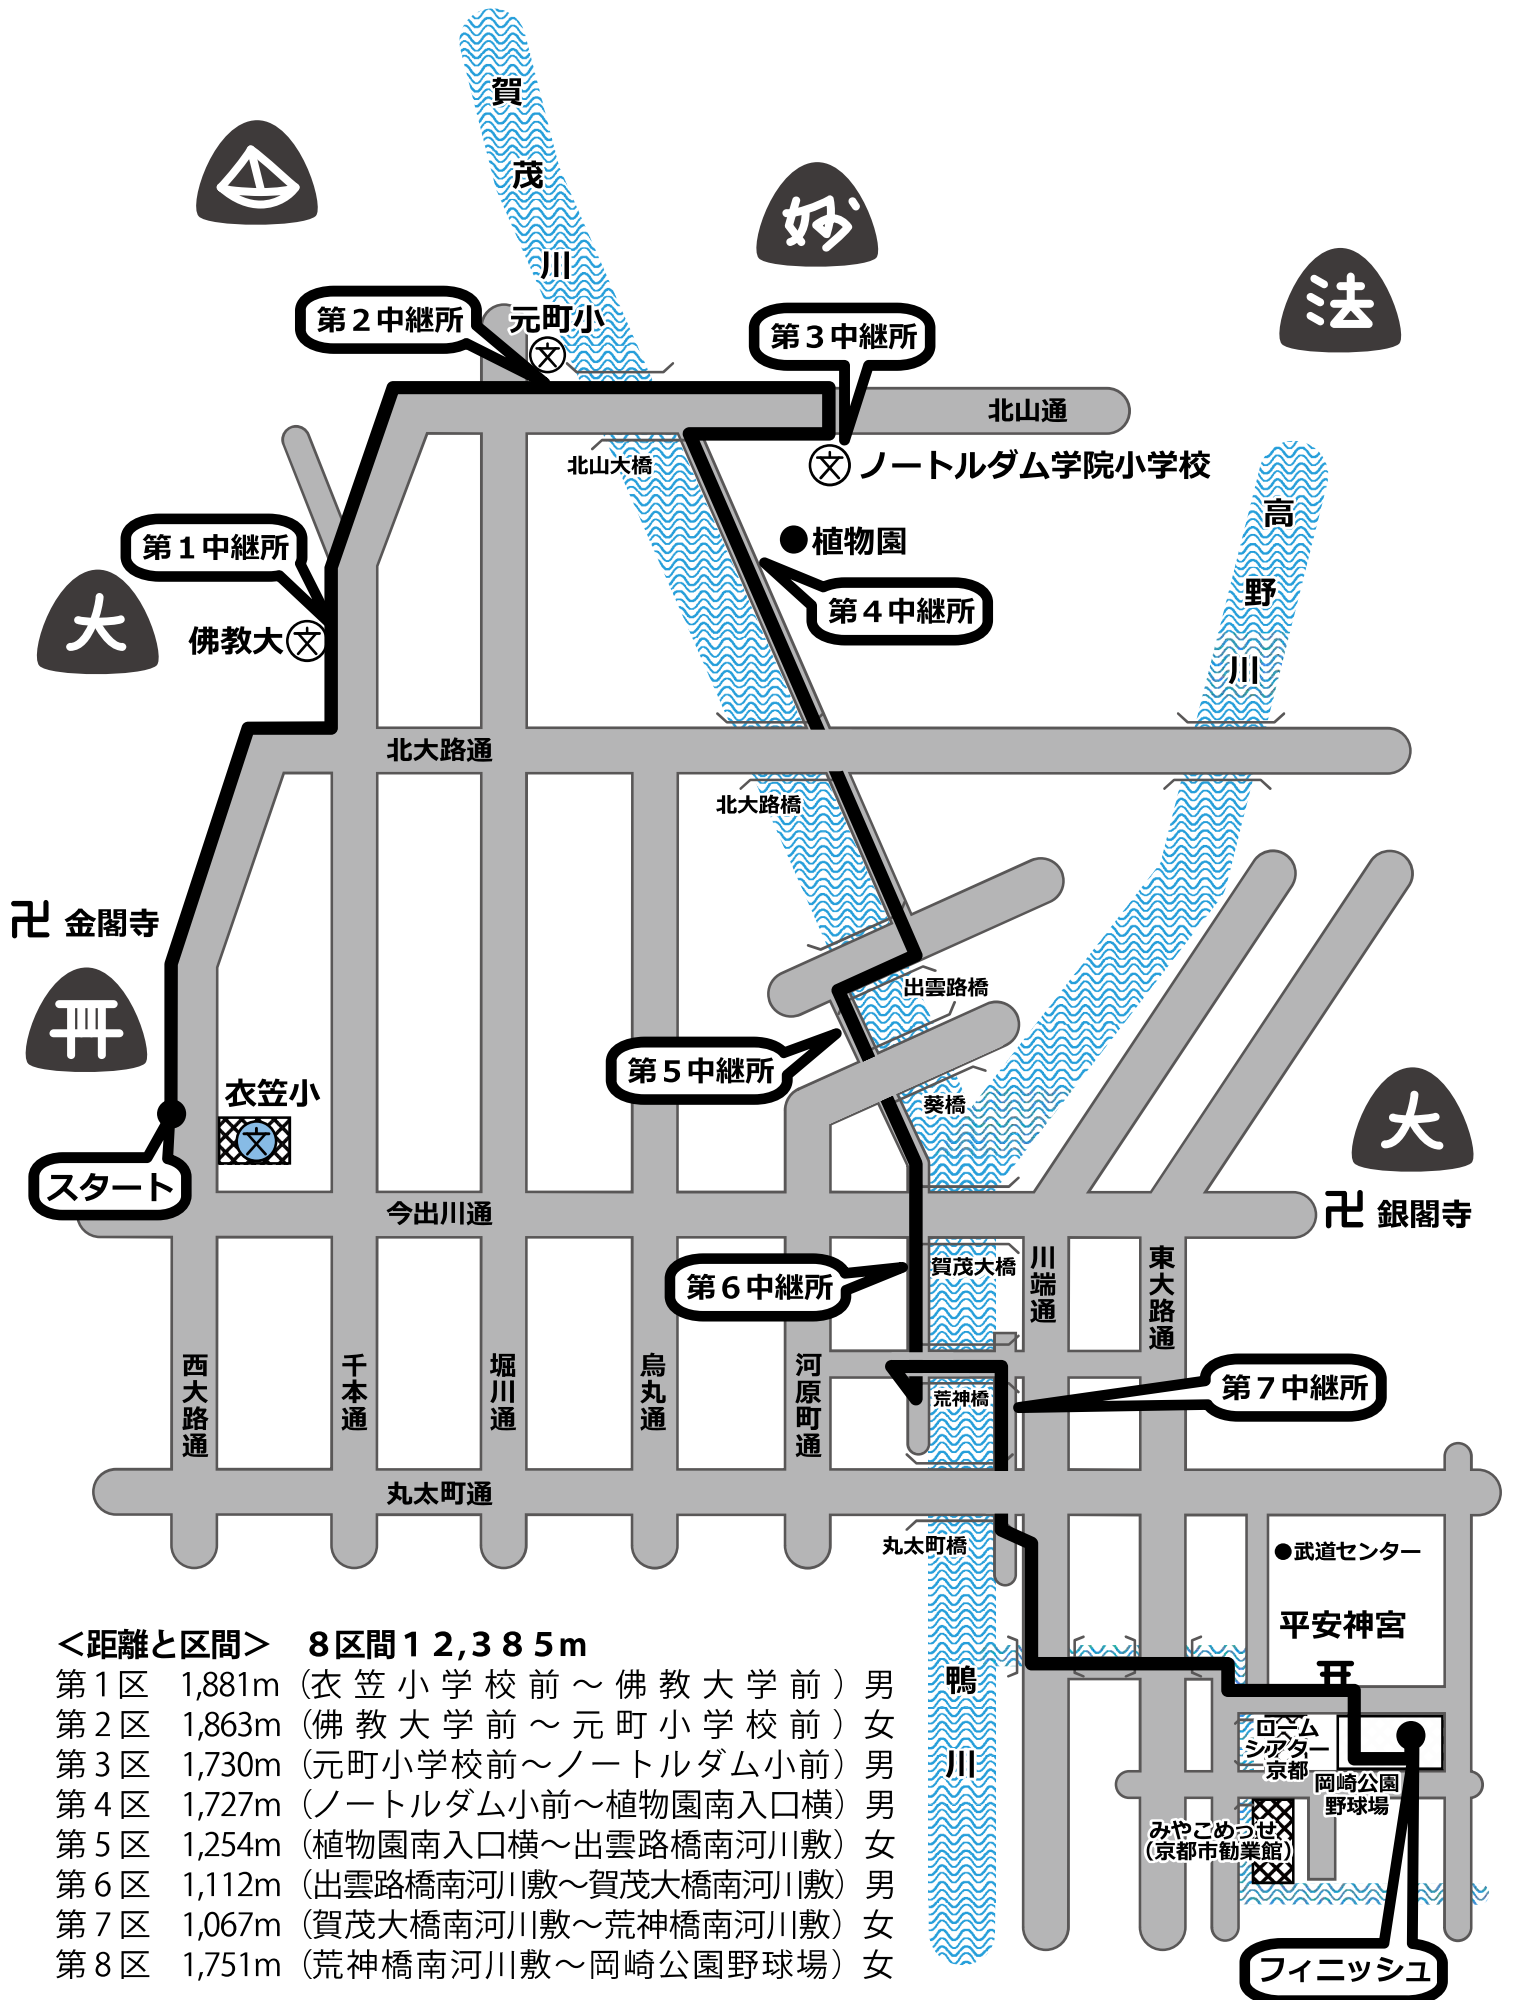 賀茂川
妙
法
第2中継所
元町小
文
第3中継所
北山通
北山大橋
文
ノートルダム学院小学校
高野川
植物園
第1中継所
第4中継所
大
佛教大
文
北大路通
北大路橋
卍 金閣寺
出雲路橋
第5中継所
衣笠小
文
葵橋
大
スタート
今出川通
卍 銀閣寺
賀茂大橋
川端通
東大路通
第6中継所
西大路通
千本通
堀川通
烏丸通
河原町通
荒神橋
第7中継所
丸太町通
丸太町橋
●武道センター
平安神宮
鴨川
ローム
シアター
京都
岡崎公園
野球場
みやこめっせ
（京都市勧業館）
フィニッシュ
＜距離と区間＞　８区間１２,３８５m
第１区　1,881m（衣笠小学校前～佛教大学前）男
第２区　1,863m（佛教大学前～元町小学校前）女
第３区　1,730m（元町小学校前～ノートルダム小前）男
第４区　1,727m（ノートルダム小前～植物園南入口横）男
第５区　1,254m（植物園南入口横～出雲路橋南河川敷）女
第６区　1,112m（出雲路橋南河川敷～賀茂大橋南河川敷）男
第７区　1,067m（賀茂大橋南河川敷～荒神橋南河川敷）女
第８区　1,751m（荒神橋南河川敷～岡崎公園野球場）女